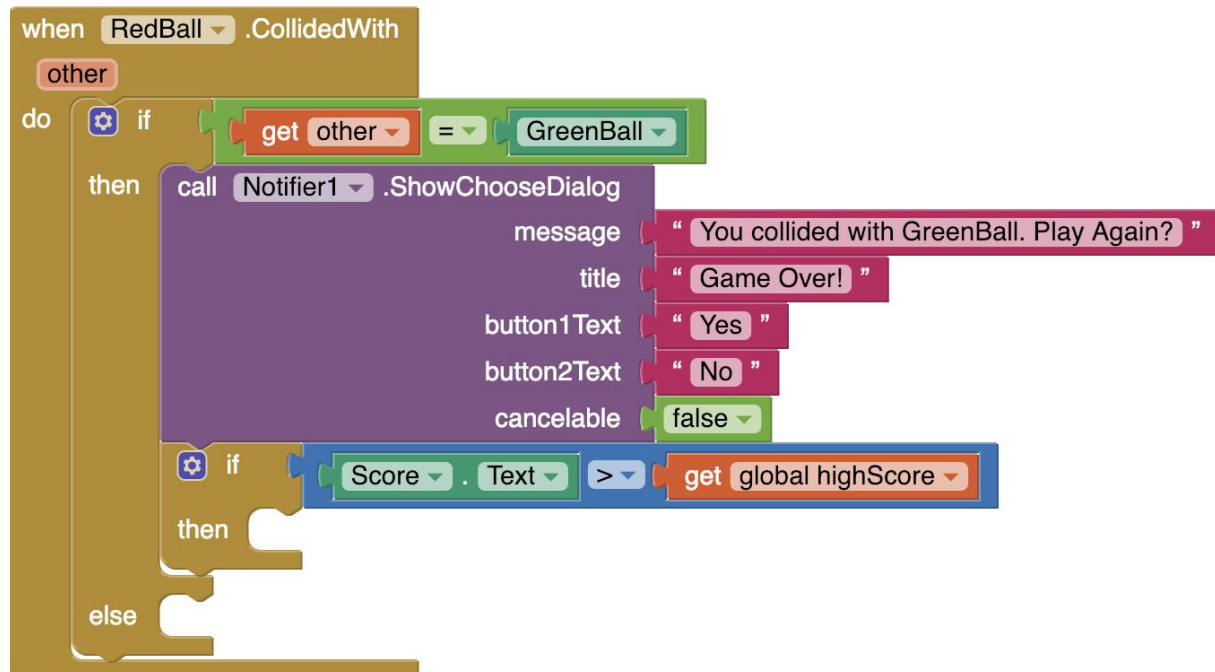 when RedBall .CollidedWith
other
do if get other = GreenBall
then call Notifier1 .ShowChooseDialog
message “ You collided with GreenBall. Play Again? ”
title “ Game Over! ”
button1Text “ Yes ”
button2Text “ No ”
cancelable false
if Score . Text > get global highScore
then
else